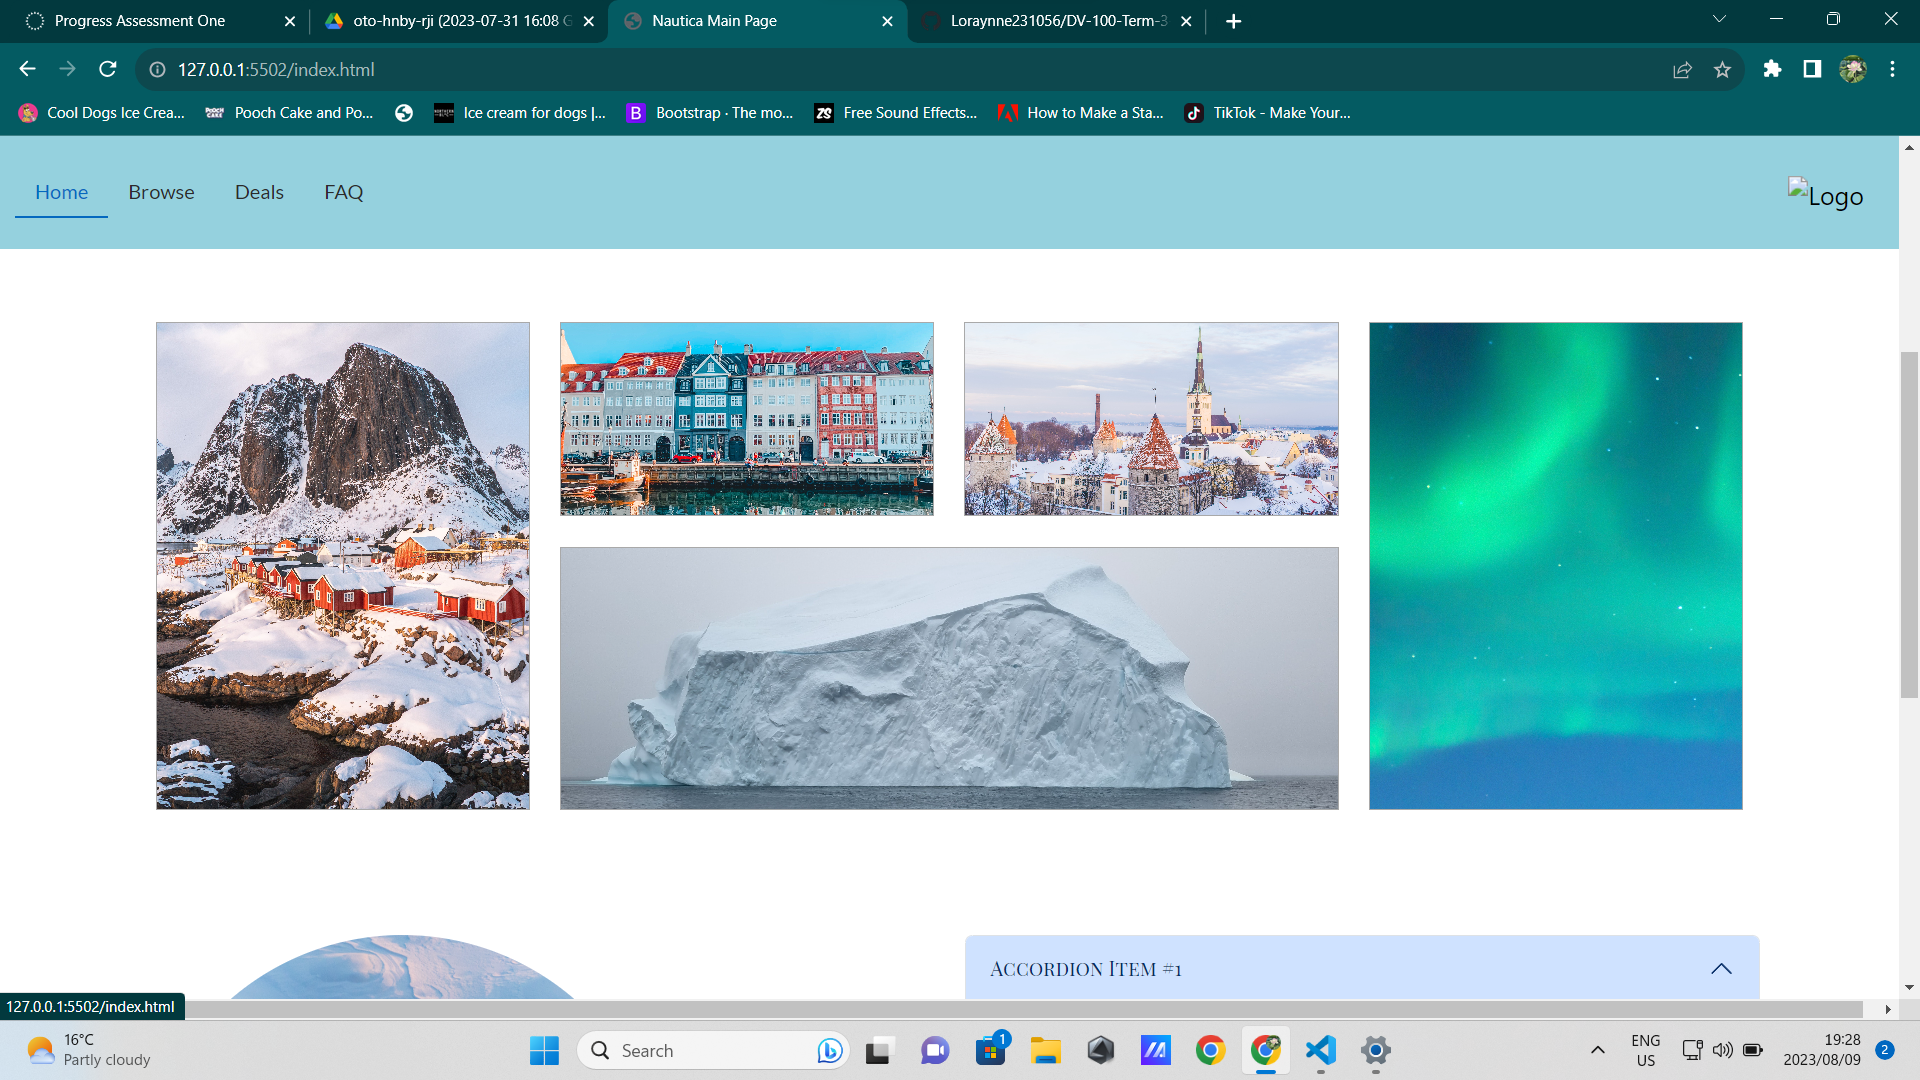 Progress Assessment One
oto-hnby-rji (2023-07-31 16:08 G
Nautica Main Page
Loraynne231056/DV-100-Term-3
127.0.0.1:5502/index.html
Cool Dogs Ice Crea...
Pooch Cake and Po...
Ice cream for dogs |...
Bootstrap · The mo...
Free Sound Effects...
How to Make a Sta...
TikTok - Make Your...
Home
Browse
Deals
FAQ
Logo
Accordion Item #1
127.0.0.1:5502/index.html
16°C
Partly cloudy
Search
1
ENG
US
19:28
2023/08/09
2